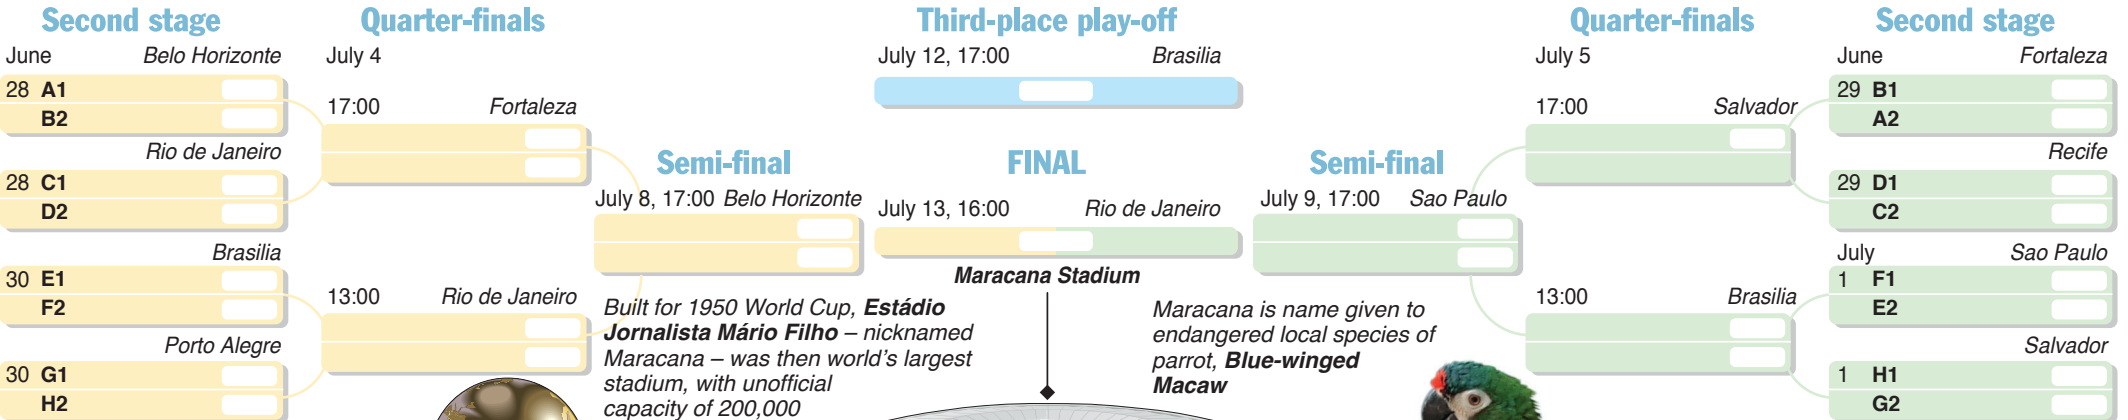 Second stage
June Belo Horizonte
28 A1
B2
Rio de Janeiro
28 C1
D2
Brasilia
30 E1
F2
Porto Alegre
30 G1
H2
Quarter-finals
July 4
17:00 Fortaleza
13:00 Rio de Janeiro
Semi-final
July 8, 17:00 Belo Horizonte
Built for 1950 World Cup, Estádio
Jornalista Mário Filho – nicknamed
Maracana – was then world's largest
stadium, with unofficial
capacity of 200,000
Third-place play-off
July 12, 17:00 Brasilia
FINAL
July 13, 16:00 Rio de Janeiro
Maracana Stadium
Semi-final
July 9, 17:00 Sao Paulo
Maracana is name given to
endangered local species of
parrot, Blue-winged
Macaw
Quarter-finals
July 5
17:00 Salvador
13:00 Brasilia
Second stage
June Fortaleza
29 B1
A2
Recife
29 D1
C2
July Sao Paulo
1 F1
E2
Salvador
1 H1
G2